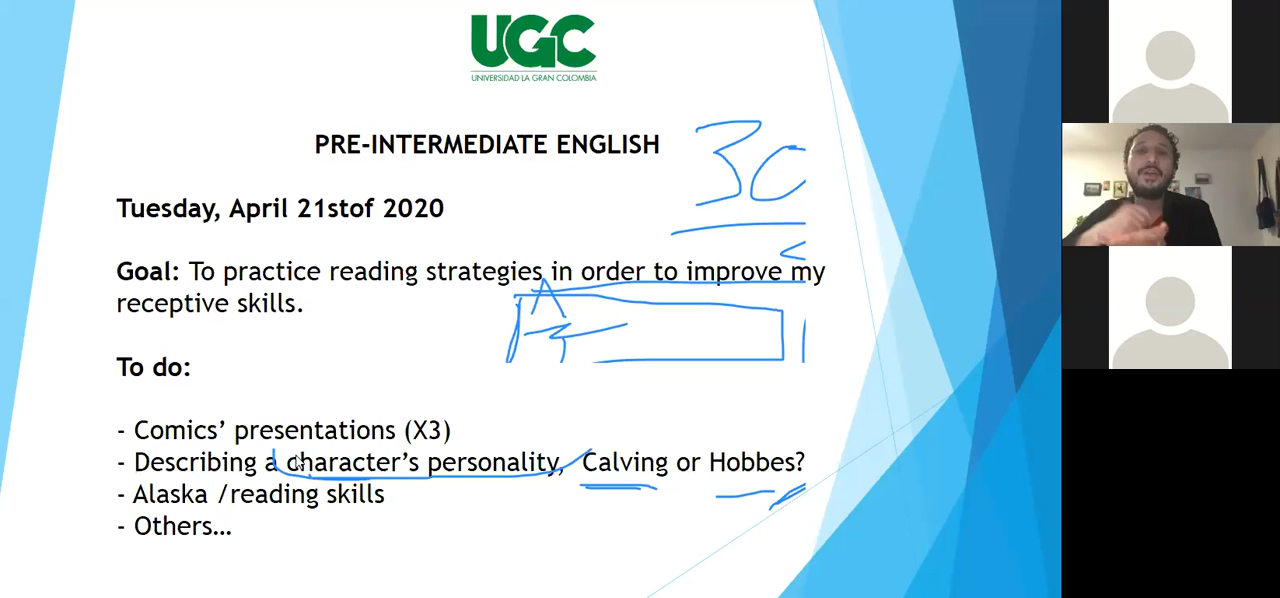 UGC
UNIVERSIDAD LA GRAN COLOMBIA
PRE-INTERMEDIATE ENGLISH
30
Tuesday, April 21stof 2020
Goal: To practice reading strategies in order to improve my
receptive skills.
To do:
- Comics’ presentations (X3)
- Describing a character’s personality, Calving or Hobbes?
- Alaska /reading skills
- Others…